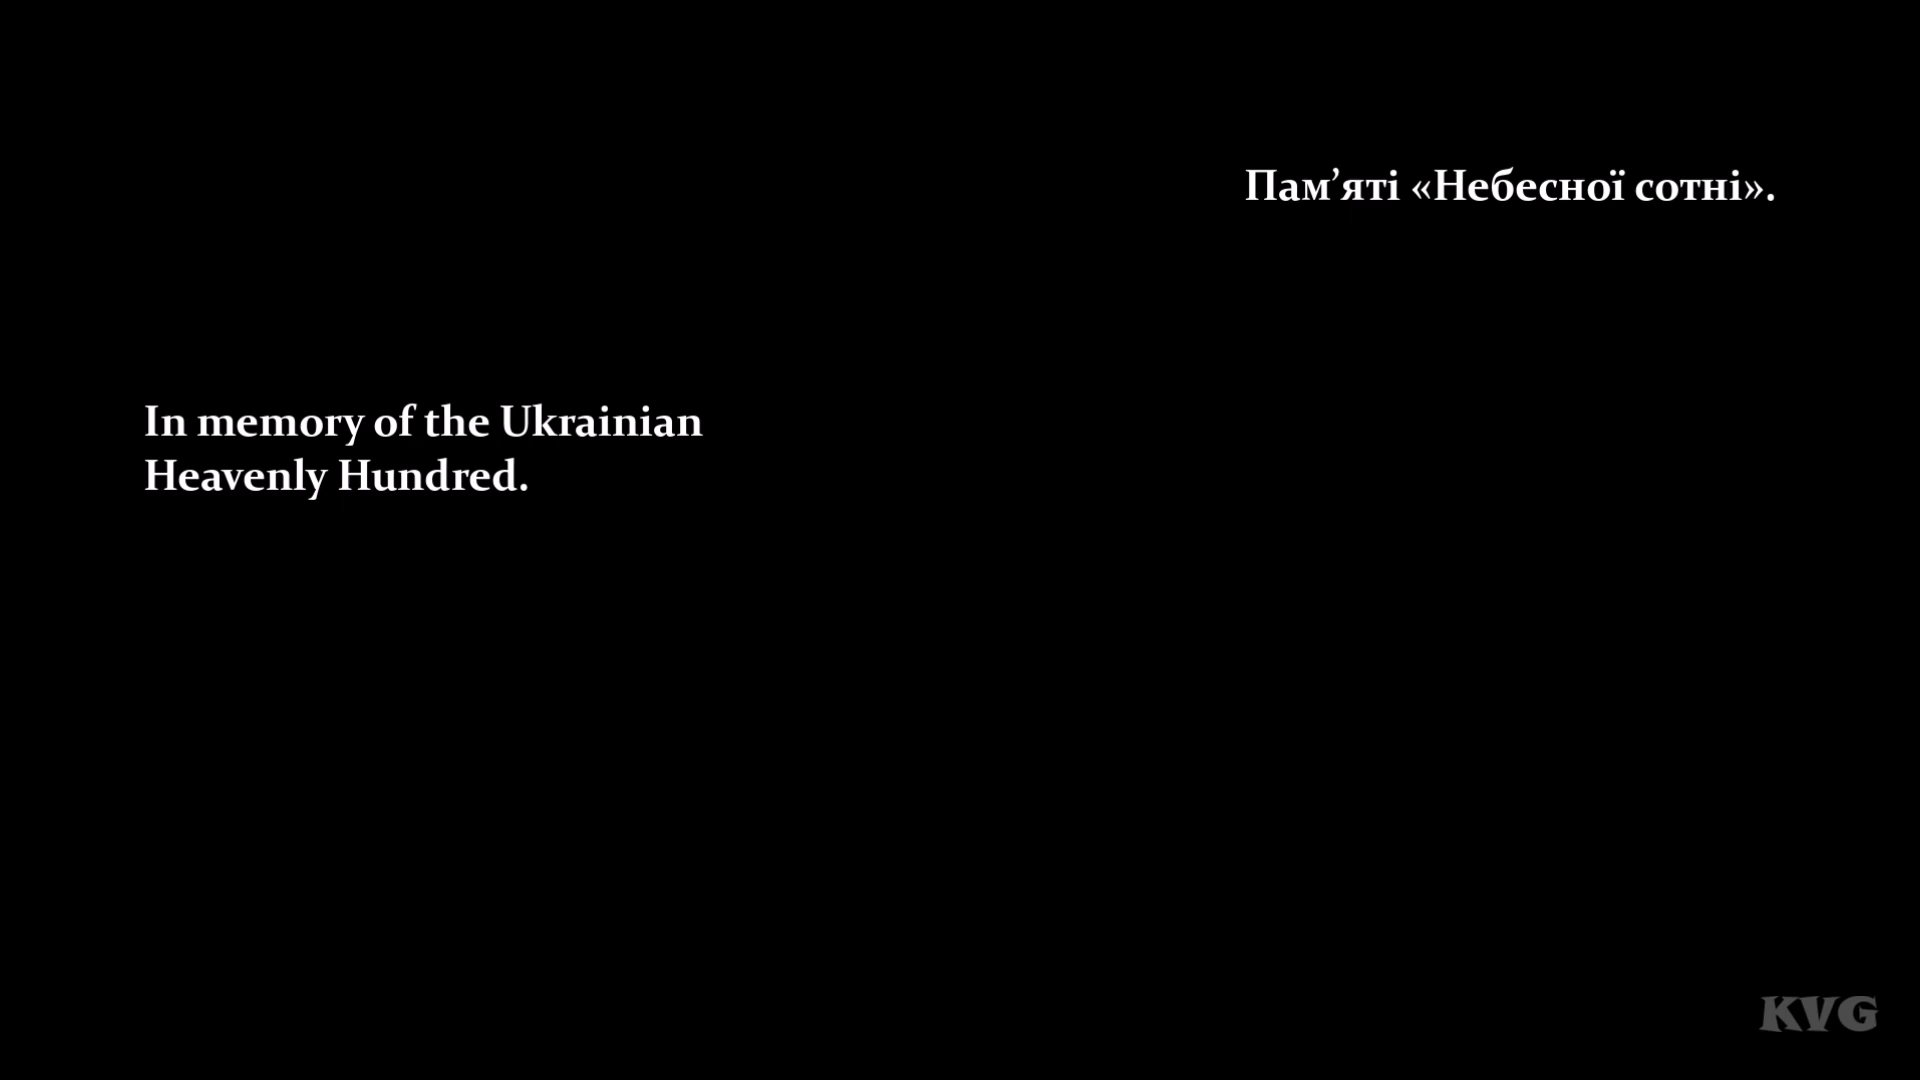 Пам’яті «Небесної сотні».
In memory of the Ukrainian
Heavenly Hundred.
KVG